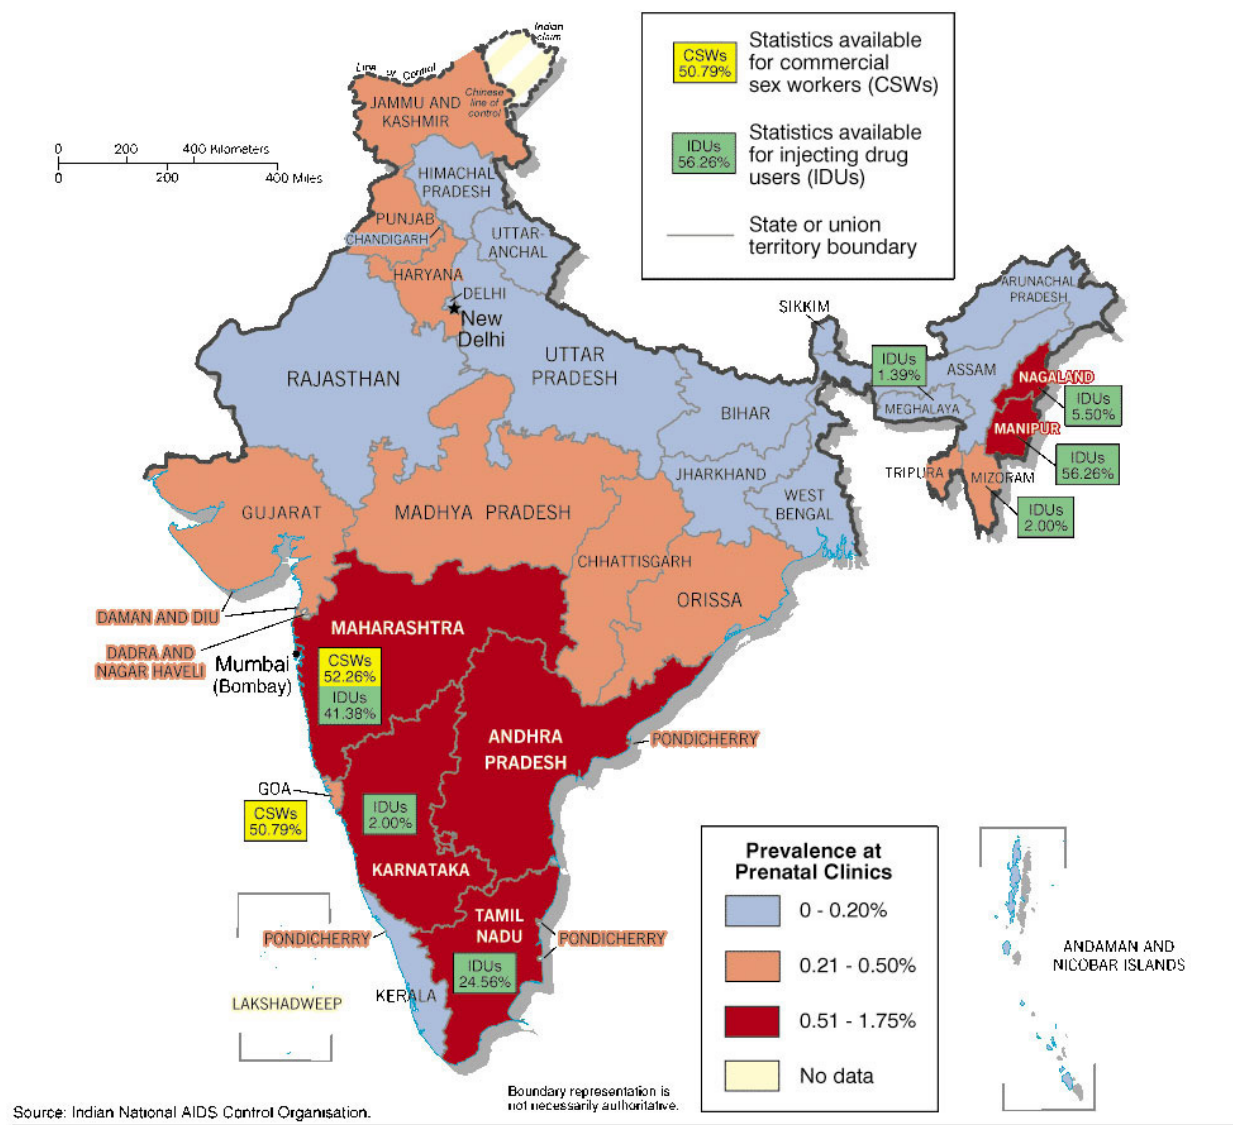 Indian
claim
Line of Control
Chinese
line of
control
JAMMU AND
KASHMIR
0 200 400 Kilometers
0 200 400 Miles
CSWs
50.79%
Statistics available
for commercial
sex workers (CSWs)
IDUs
56.26%
Statistics available
for injecting drug
users (IDUs)
State or union
territory boundary
HIMACHAL
PRADESH
PUNJAB
CHANDIGARH
UTTAR-
ANCHAL
HARYANA
DELHI
New
Delhi
RAJASTHAN
UTTAR
PRADESH
SIKKIM
ARUNACHAL
PRADESH
IDUs
1.39%
ASSAM
NAGALAND
IDUs
5.50%
MEGHALAYA
MANIPUR
IDUs
56.26%
BIHAR
TRIPURA
MIZORAM
IDUs
2.00%
JHARKHAND
WEST
BENGAL
GUJARAT
MADHYA PRADESH
CHHATTISGARH
ORISSA
DAMAN AND DIU
DADRA AND
NAGAR HAVELI
MAHARASHTRA
Mumbai
(Bombay)
CSWs
52.26%
IDUs
41.38%
ANDHRA
PRADESH
PONDICHERRY
GOA
CSWs
50.79%
IDUs
2.00%
KARNATAKA
TAMIL
NADU
PONDICHERRY
PONDICHERRY
IDUs
24.56%
KERALA
LAKSHADWEEP
Prevalence at
Prenatal Clinics
0 - 0.20%
0.21 - 0.50%
0.51 - 1.75%
No data
ANDAMAN AND
NICOBAR ISLANDS
Boundary representation is
not necessarily authoritative.
Source: Indian National AIDS Control Organisation.